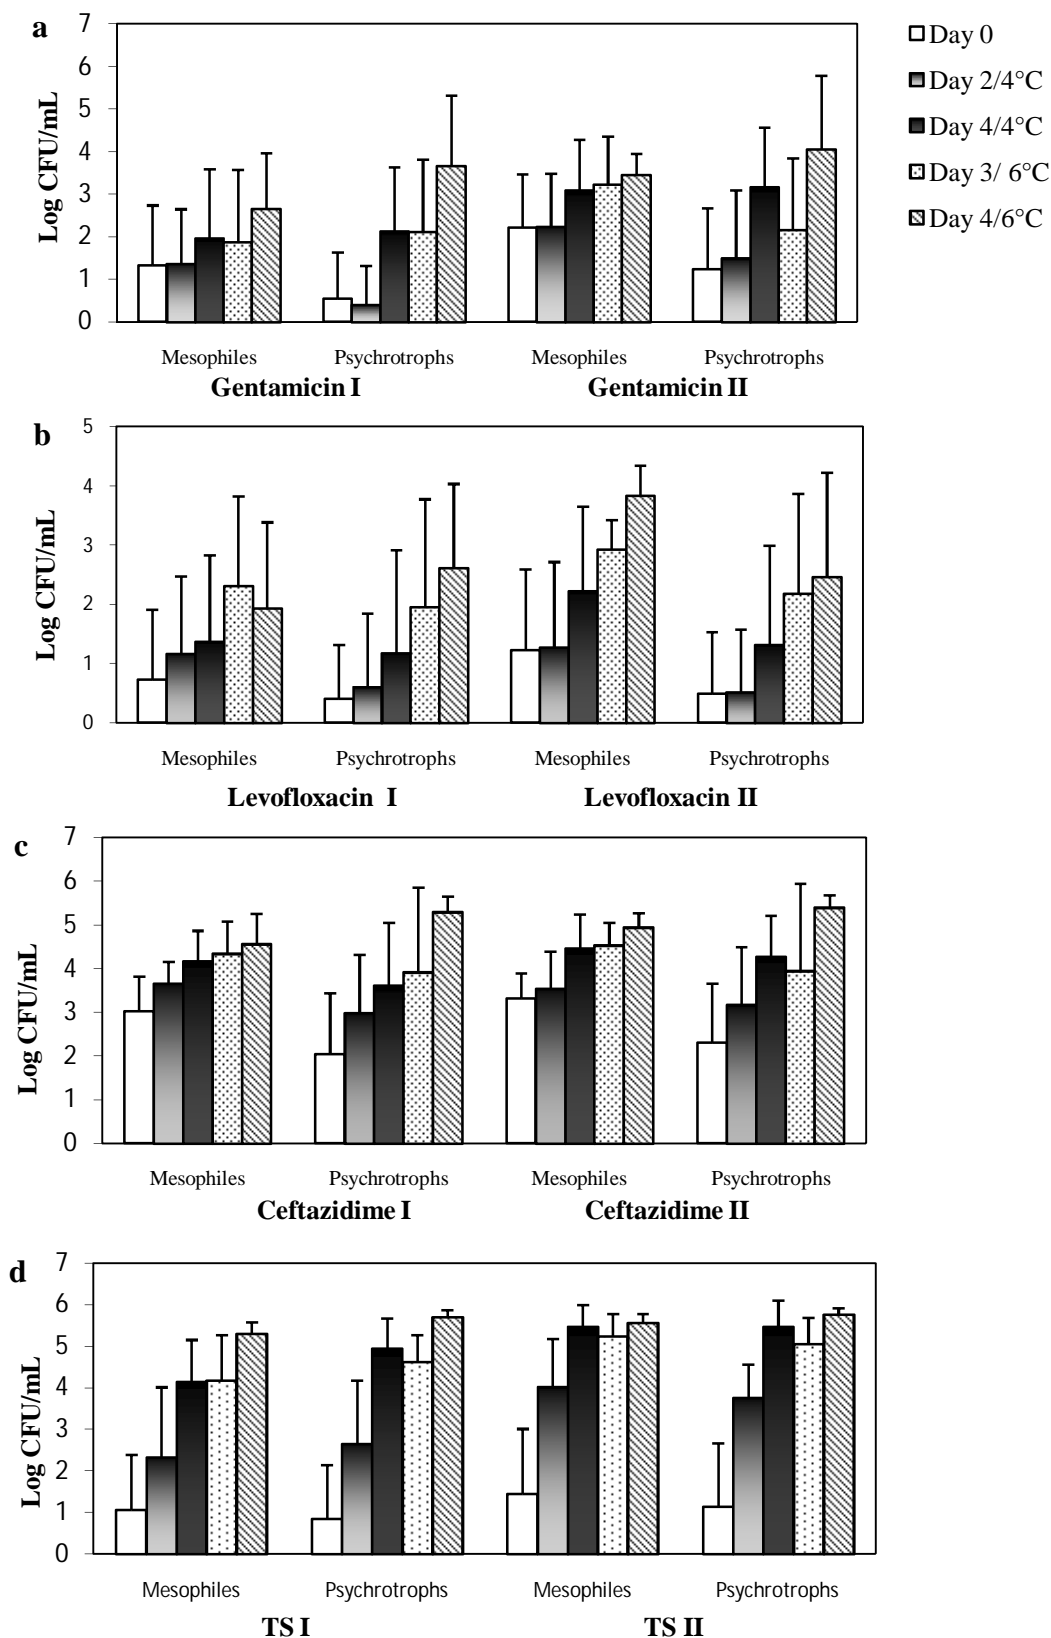 a
7
6
5
4
3
2
1
0
Log CFU/mL
Mesophiles
Psychrotrophs
Mesophiles
Psychrotrophs
Gentamicin I
Gentamicin II
Day 0
Day 2/4°C
Day 4/4°C
Day 3/ 6°C
Day 4/6°C
b
5
4
3
2
1
0
Log CFU/mL
Mesophiles
Psychrotrophs
Mesophiles
Psychrotrophs
Levofloxacin I
Levofloxacin II
c
7
6
5
4
3
2
1
0
Log CFU/mL
Mesophiles
Psychrotrophs
Mesophiles
Psychrotrophs
Ceftazidime I
Ceftazidime II
d
7
6
5
4
3
2
1
0
Log CFU/mL
Mesophiles
Psychrotrophs
Mesophiles
Psychrotrophs
TS I
TS II